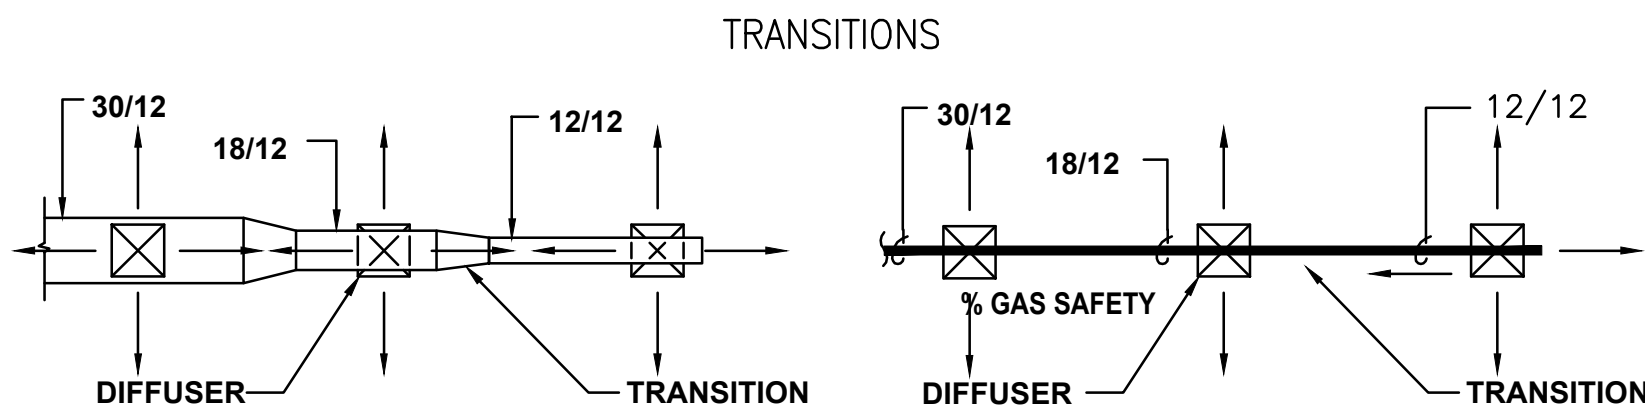 TRANSITIONS
30/12
18/12
12/12
DIFFUSER
TRANSITION
30/12
18/12
12/12
% GAS SAFETY
DIFFUSER
TRANSITION